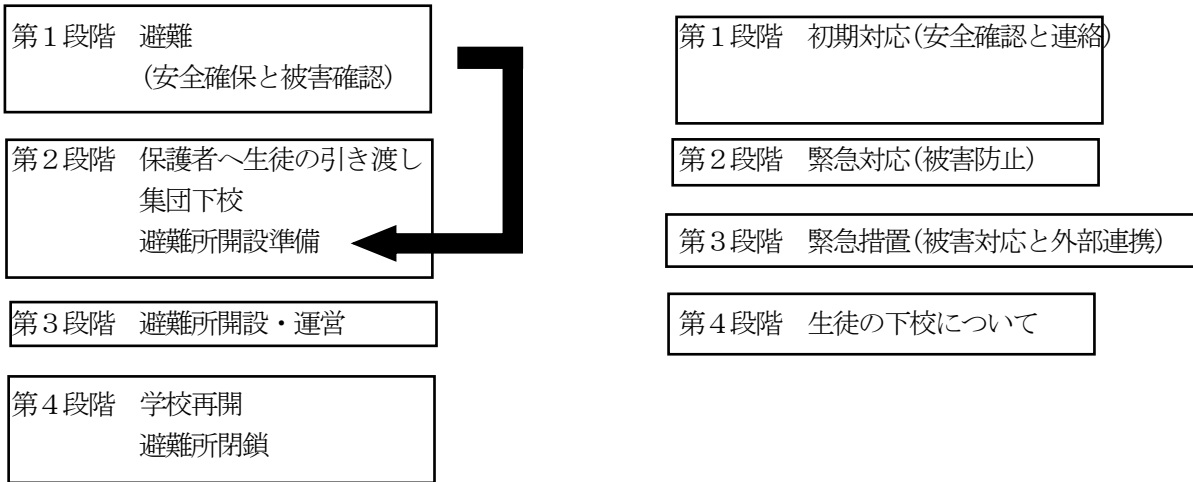 第１段階　避難
(安全確保と被害確認)
第２段階　保護者へ生徒の引き渡し
集団下校
避難所開設準備
第３段階　避難所開設・運営
第４段階　学校再開
避難所閉鎖
第１段階　初期対応(安全確認と連絡)
第２段階　緊急対応(被害防止)
第３段階　緊急措置(被害対応と外部連携)
第４段階　生徒の下校について